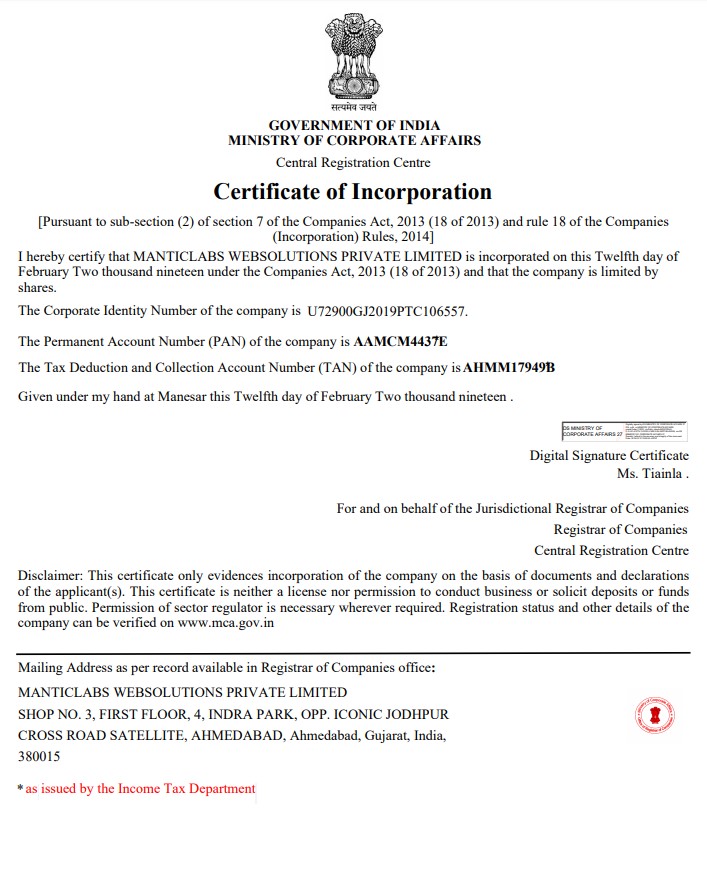 सत्यमेव जयते
GOVERNMENT OF INDIA
MINISTRY OF CORPORATE AFFAIRS
Central Registration Centre
Certificate of Incorporation
[Pursuant to sub-section (2) of section 7 of the Companies Act, 2013 (18 of 2013) and rule 18 of the Companies
(Incorporation) Rules, 2014]
I hereby certify that MANTICLABS WEBSOLUTIONS PRIVATE LIMITED is incorporated on this Twelfth day of
February Two thousand nineteen under the Companies Act, 2013 (18 of 2013) and that the company is limited by
shares.
The Corporate Identity Number of the company is U72900GJ2019PTC106557.
The Permanent Account Number (PAN) of the company is AAMCM4437E
The Tax Deduction and Collection Account Number (TAN) of the company is AHMM17949B
Given under my hand at Manesar this Twelfth day of February Two thousand nineteen .
DS MINISTRY OF
CORPORATE AFFAIRS 27
Digital Signature Certificate
Ms. Tiainla .
For and on behalf of the Jurisdictional Registrar of Companies
Registrar of Companies
Central Registration Centre
Disclaimer: This certificate only evidences incorporation of the company on the basis of documents and declarations
of the applicant(s). This certificate is neither a license nor permission to conduct business or solicit deposits or funds
from public. Permission of sector regulator is necessary wherever required. Registration status and other details of the
company can be verified on www.mca.gov.in
Mailing Address as per record available in Registrar of Companies office:
MANTICLABS WEBSOLUTIONS PRIVATE LIMITED
SHOP NO. 3, FIRST FLOOR, 4, INDRA PARK, OPP. ICONIC JODHPUR
CROSS ROAD SATELLITE, AHMEDABAD, Ahmedabad, Gujarat, India,
380015
* as issued by the Income Tax Department